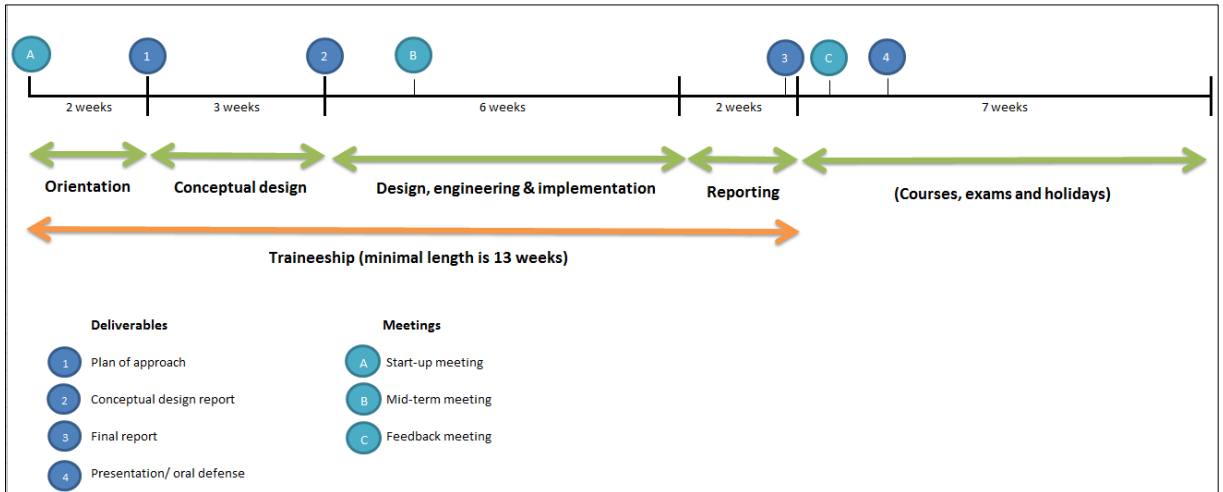 A
1
2
B
3
C
4
2 weeks
3 weeks
6 weeks
2 weeks
7 weeks
Orientation
Conceptual design
Design, engineering & implementation
Reporting
(Courses, exams and holidays)
Traineeship (minimal length is 13 weeks)
Deliverables
1 Plan of approach
2 Conceptual design report
3 Final report
4 Presentation/ oral defense
Meetings
A Start-up meeting
B Mid-term meeting
C Feedback meeting